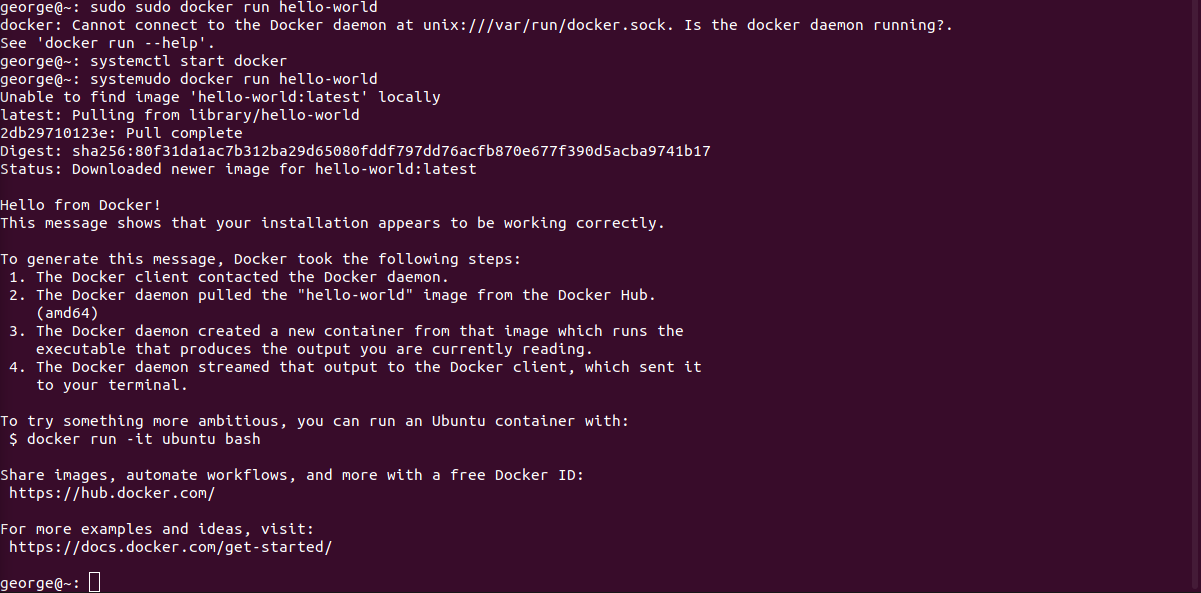 george@~: sudo sudo docker run hello-world
docker: Cannot connect to the Docker daemon at unix:///var/run/docker.sock. Is the docker daemon running?.
See 'docker run --help'.
george@~: systemctl start docker
george@~: systemudo docker run hello-world
Unable to find image 'hello-world:latest' locally
latest: Pulling from library/hello-world
2db29710123e: Pull complete
Digest: sha256:80f31da1ac7b312ba29d65080fddf797dd76acfb870e677f390d5acba9741b17
Status: Downloaded newer image for hello-world:latest

Hello from Docker!
This message shows that your installation appears to be working correctly.

To generate this message, Docker took the following steps:
 1. The Docker client contacted the Docker daemon.
 2. The Docker daemon pulled the "hello-world" image from the Docker Hub.
    (amd64)
 3. The Docker daemon created a new container from that image which runs the
    executable that produces the output you are currently reading.
 4. The Docker daemon streamed that output to the Docker client, which sent it
    to your terminal.

To try something more ambitious, you can run an Ubuntu container with:
 $ docker run -it ubuntu bash

Share images, automate workflows, and more with a free Docker ID:
 https://hub.docker.com/

For more examples and ideas, visit:
 https://docs.docker.com/get-started/

george@~: